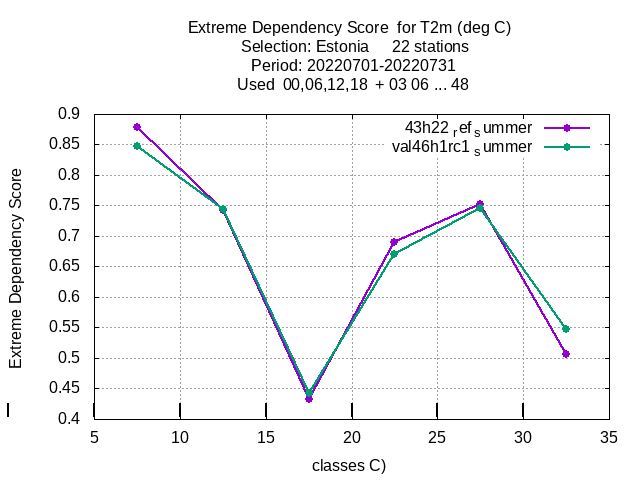 Extreme Dependency Score for T2m (deg C)
Selection: Estonia 22 stations
Period: 20220701-20220731
Used 00,06,12,18 + 03 06 ... 48
43h22 ref summer
val46h1rc1 summer
Extreme Dependency Score
0.9
0.85
0.8
0.75
0.7
0.65
0.6
0.55
0.5
0.45
0.4
5 10 15 20 25 30 35
classes C)